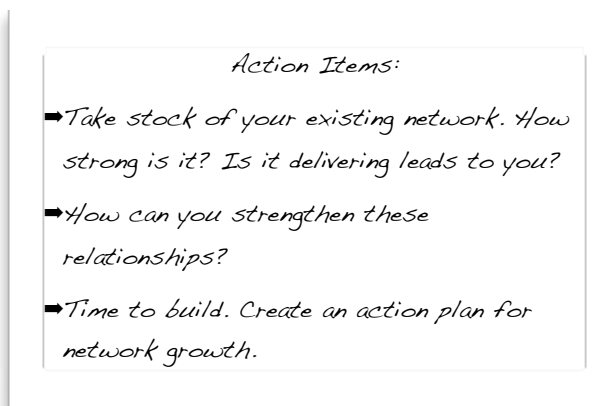 Action Items:
➡Take stock of your existing network. How
strong is it? Is it delivering leads to you?
➡How can you strengthen these
relationships?
➡Time to build. Create an action plan for
network growth.